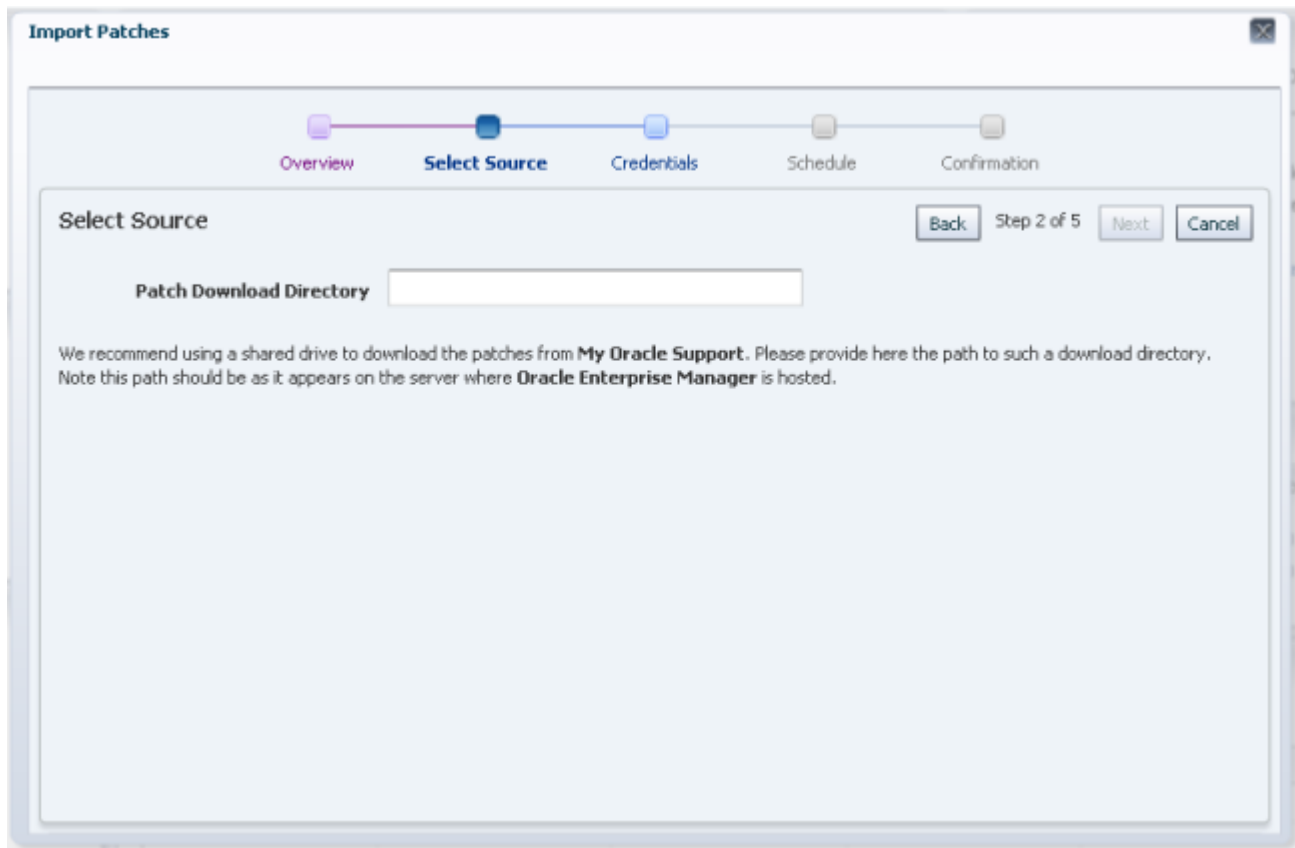 Import Patches
Overview
Select Source
Credentials
Schedule
Confirmation
Select Source
Back Step 2 of 5 Next Cancel
Patch Download Directory
We recommend using a shared drive to download the patches from My Oracle Support. Please provide here the path to such a download directory.
Note this path should be as it appears on the server where Oracle Enterprise Manager is hosted.